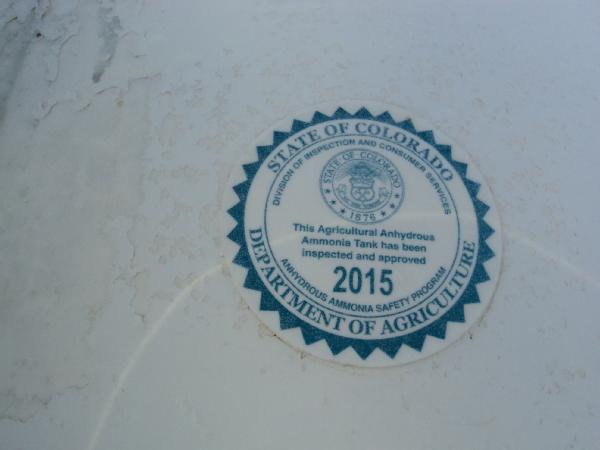 STATE OF COLORADO
DIVISION OF INSPECTION AND CONSUMER SERVICES
STATE OF COLORADO
1876
This Agricultural Anhydrous
Ammonia Tank has been
inspected and approved
2015
ANHYDROUS AMMONIA SAFETY PROGRAM
DEPARTMENT OF AGRICULTURE